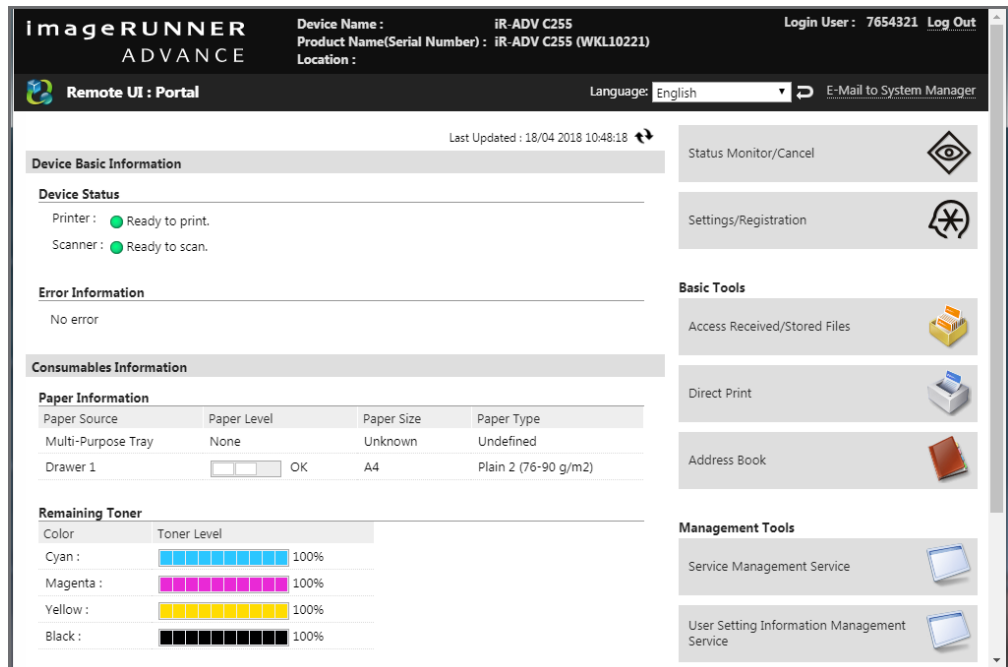 imageRUNNER
ADVANCE
Device Name : iR-ADV C255
Product Name(Serial Number) : iR-ADV C255 (WKL10221)
Location :
Login User : 7654321 Log Out
Remote UI : Portal
Language: English
E-Mail to System Manager
Last Updated : 18/04 2018 10:48:18
Device Basic Information
Device Status
Printer : Ready to print.
Scanner : Ready to scan.
Error Information
No error
Consumables Information
Paper Information
Paper Source Paper Level Paper Size Paper Type
Multi-Purpose Tray None Unknown Undefined
Drawer 1 OK A4 Plain 2 (76-90 g/m2)
Remaining Toner
Color Toner Level
Cyan : 100%
Magenta : 100%
Yellow : 100%
Black : 100%
Status Monitor/Cancel
Settings/Registration
Basic Tools
Access Received/Stored Files
Direct Print
Address Book
Management Tools
Service Management Service
User Setting Information Management
Service